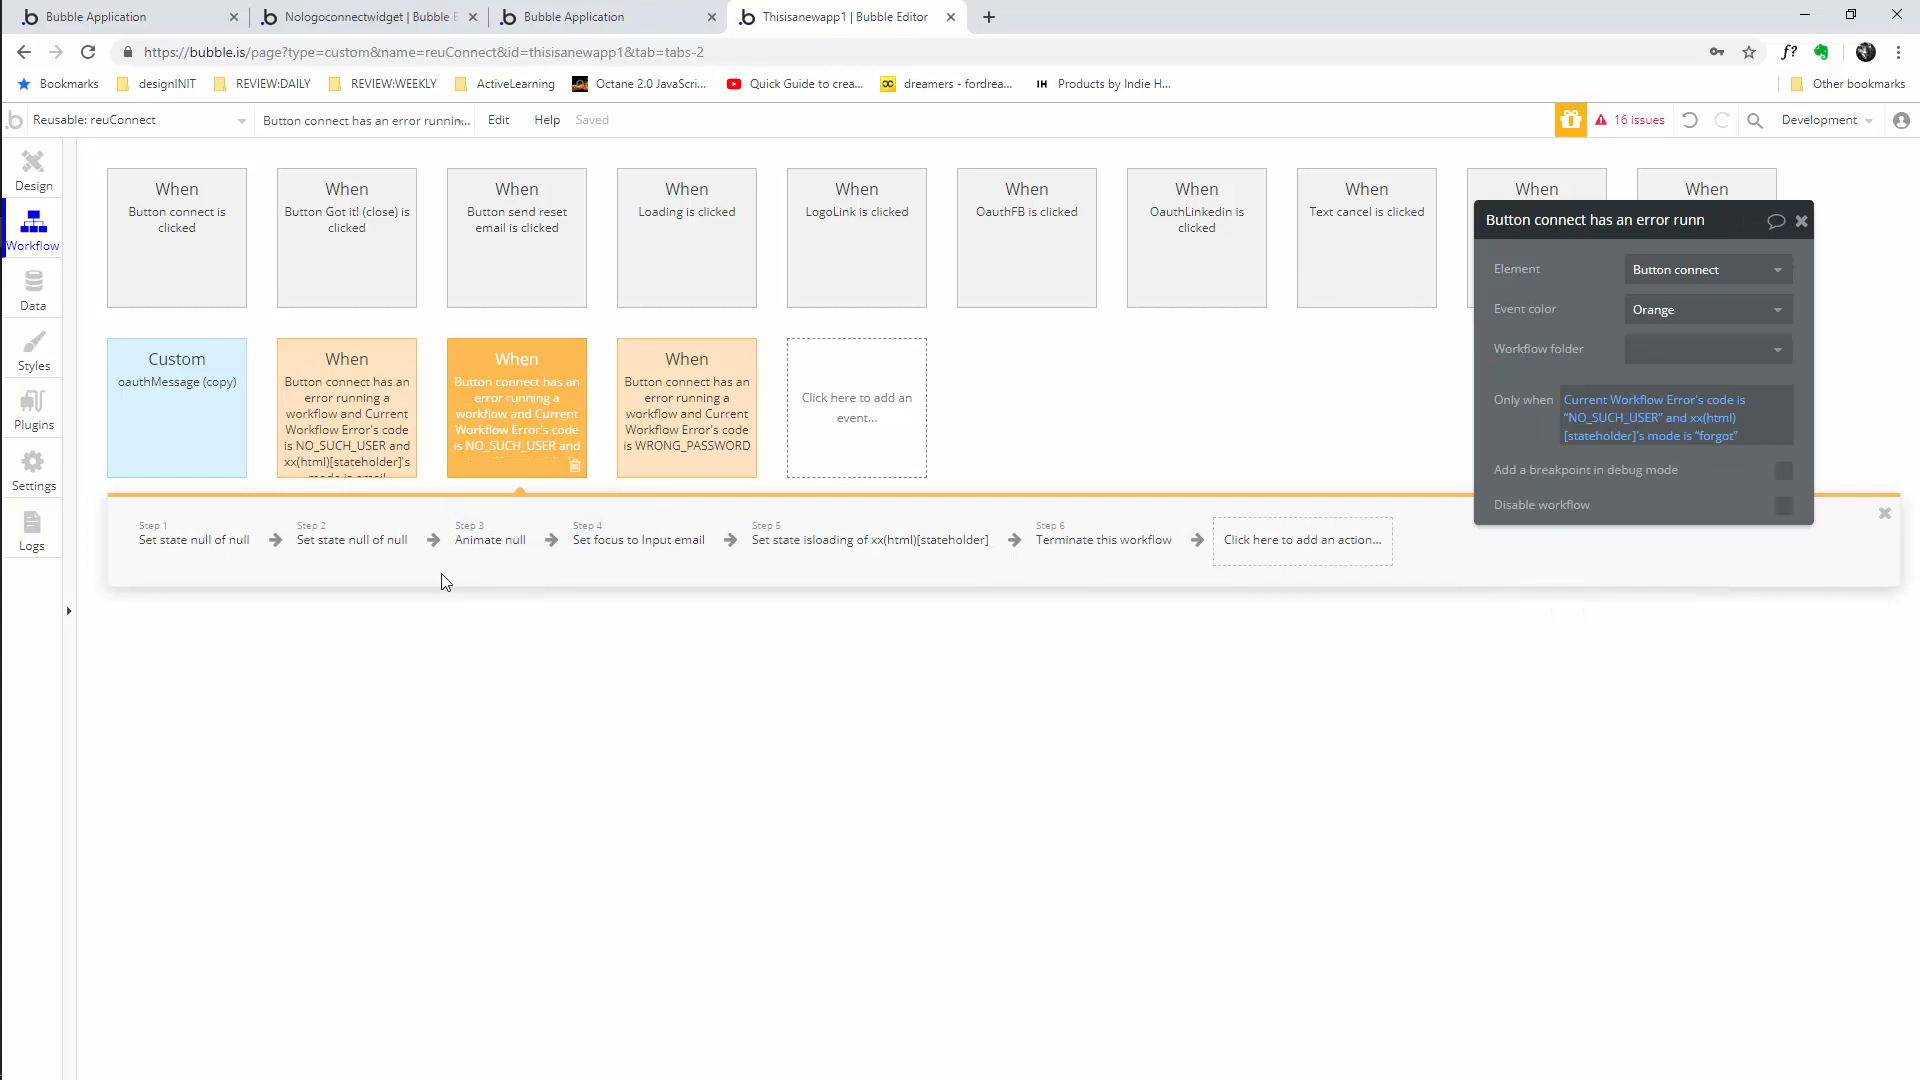 Bubble Application
Nologoconnectwidget | Bubble E
Bubble Application
Thisisanewapp1 | Bubble Editor
https://bubble.is/page?type=custom&name=reuConnect&id=thisisanewapp1&tab=tabs-2
f?
Bookmarks
designINIT
REVIEW:DAILY
REVIEW:WEEKLY
ActiveLearning
Octane 2.0 JavaScri...
Quick Guide to crea...
dreamers - fordrea...
IH Products by Indie H...
Other bookmarks
Reusable: reuConnect
Button connect has an error runnin...
Edit
Help
Saved
16 issues
Development
Design
Workflow
Data
Styles
Plugins
Settings
Logs
When
Button connect is
clicked
When
Button Got it! (close) is
clicked
When
Button send reset
email is clicked
When
Loading is clicked
When
LogoLink is clicked
When
OauthFB is clicked
When
OauthLinkedin is
clicked
When
Text cancel is clicked
When
When
Custom
oauthMessage (copy)
When
Button connect has an
error running a
workflow and Current
Workflow Error's code
is NO_SUCH_USER and
xx(html)[stateholder]'s
mode is email
When
Button connect has an
error running a
workflow and Current
Workflow Error's code
is NO_SUCH_USER and
When
Button connect has an
error running a
workflow and Current
Workflow Error's code
is WRONG_PASSWORD
Click here to add an
event...
Button connect has an error runn
Element
Button connect
Event color
Orange
Workflow folder
Only when
Current Workflow Error's code is
"NO_SUCH_USER" and xx(html)
[stateholder]'s mode is "forgot"
Add a breakpoint in debug mode
Disable workflow
Step 1
Set state null of null
Step 2
Set state null of null
Step 3
Animate null
Step 4
Set focus to Input email
Step 5
Set state isloading of xx(html)[stateholder]
Step 6
Terminate this workflow
Click here to add an action...